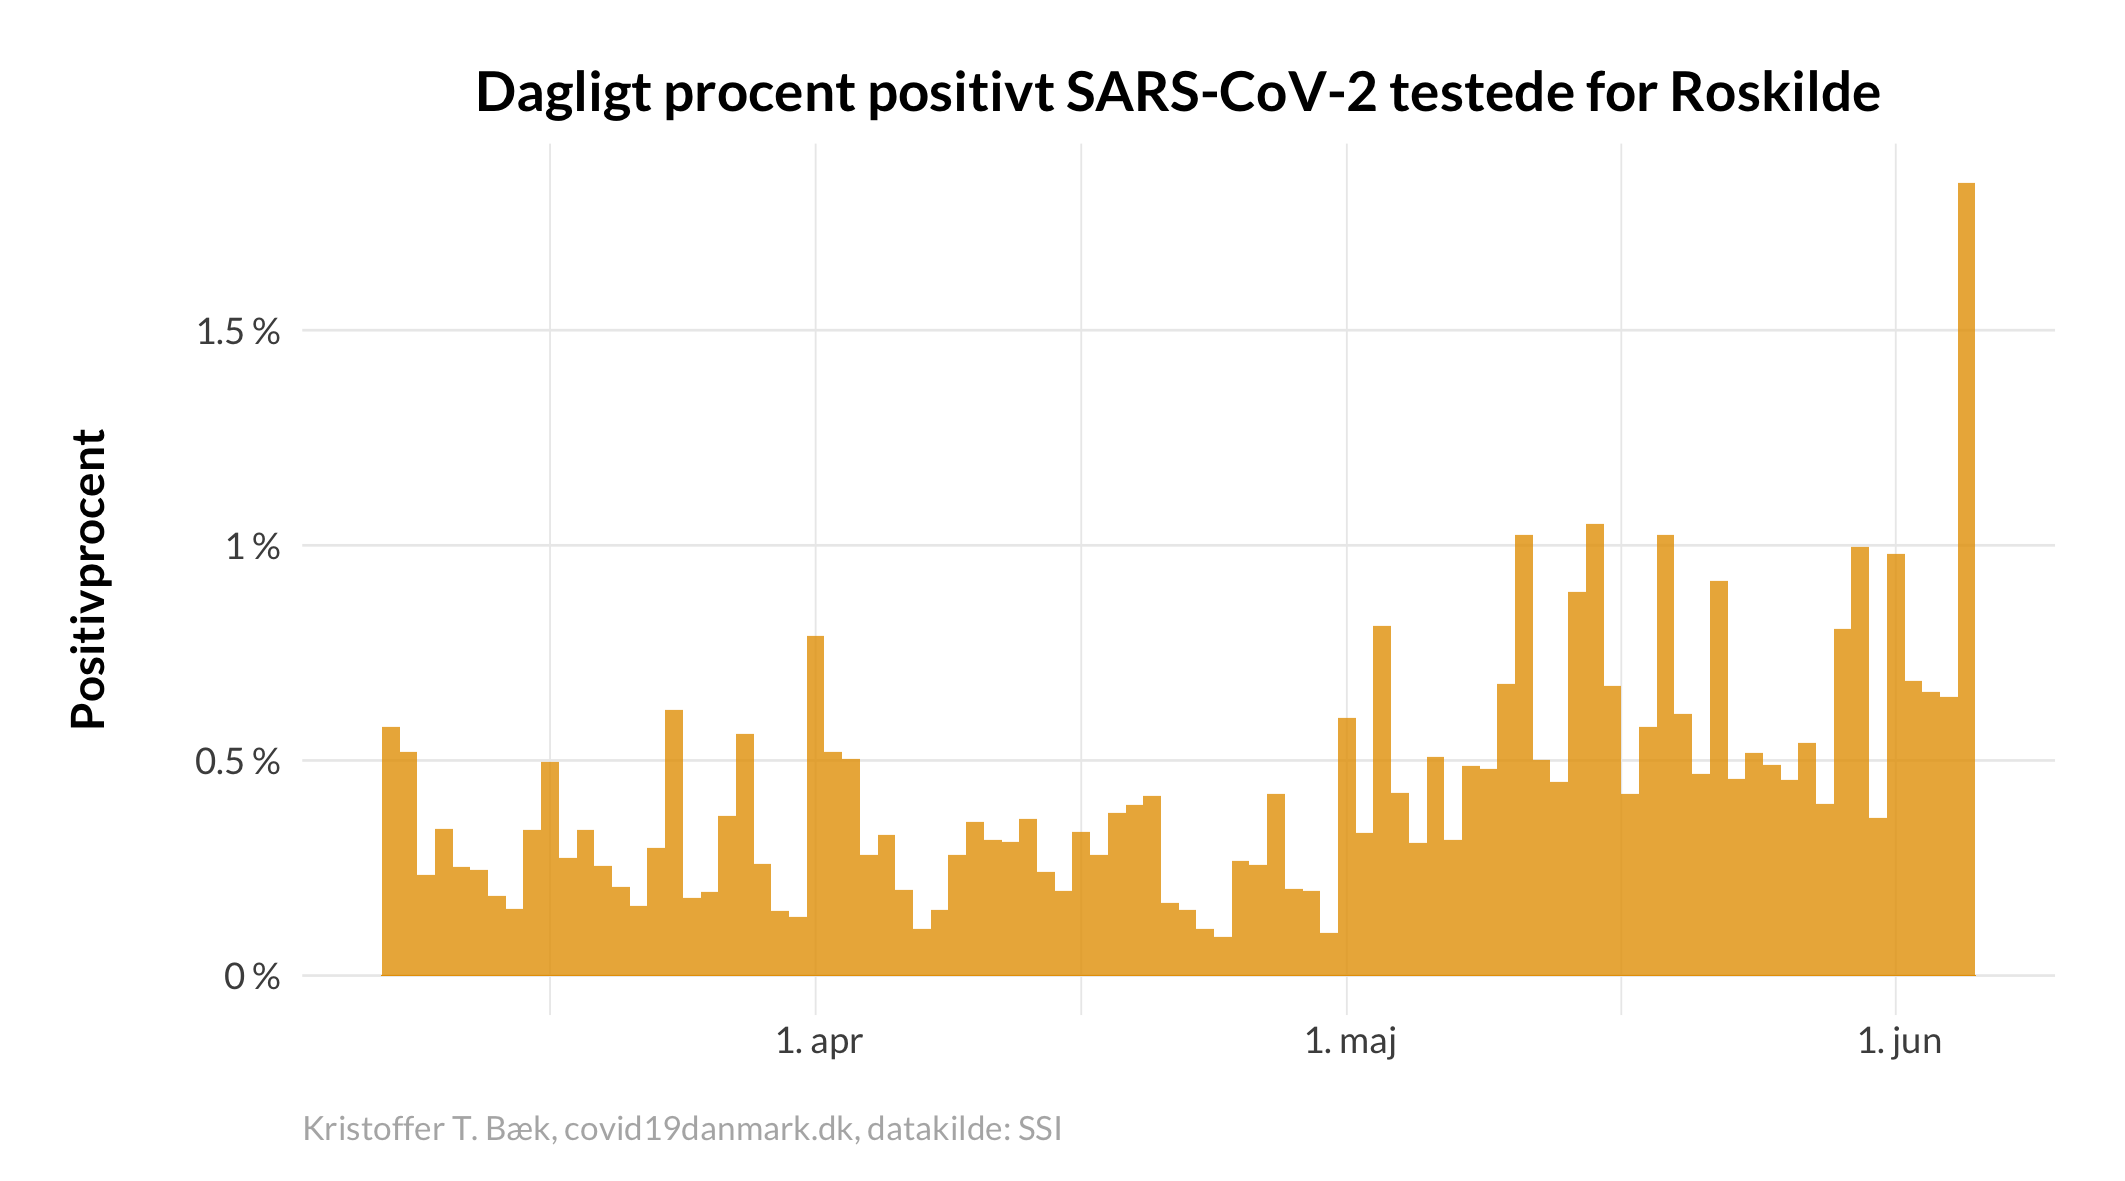 Dagligt procent positivt SARS-CoV-2 testede for Roskilde
Positivprocent
1.5 %
1 %
0.5 %
0 %
1. apr
1. maj
1. jun
Kristoffer T. Bæk, covid19danmark.dk, datakilde: SSI